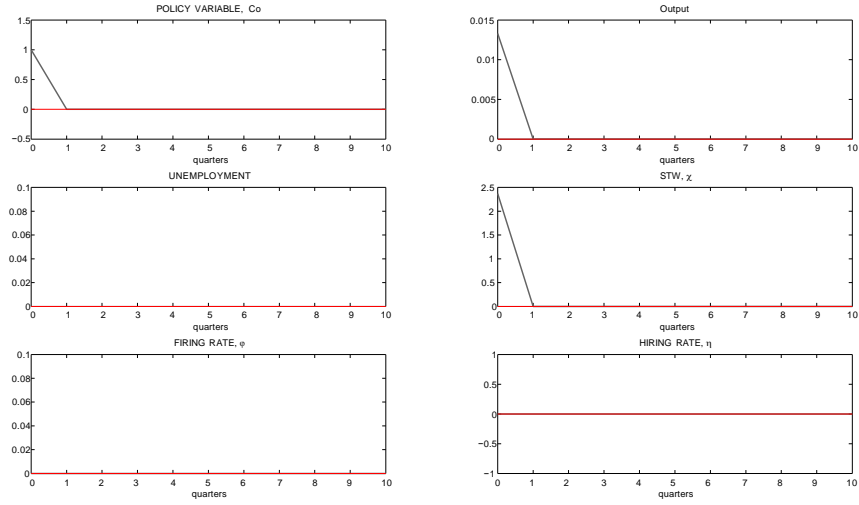 POLICY VARIABLE, Co
1.5
1
0.5
0
−0.5
0 1 2 3 4 5 6 7 8 9 10
quarters
Output
0.015
0.01
0.005
0
0 1 2 3 4 5 6 7 8 9 10
quarters
UNEMPLOYMENT
0.1
0.08
0.06
0.04
0.02
0
0 1 2 3 4 5 6 7 8 9 10
quarters
STW, χ
2.5
2
1.5
1
0.5
0
0 1 2 3 4 5 6 7 8 9 10
quarters
FIRING RATE, φ
0.1
0.08
0.06
0.04
0.02
0
0 1 2 3 4 5 6 7 8 9 10
quarters
HIRING RATE, η
1
0.5
0
−0.5
−1
0 1 2 3 4 5 6 7 8 9 10
quarters